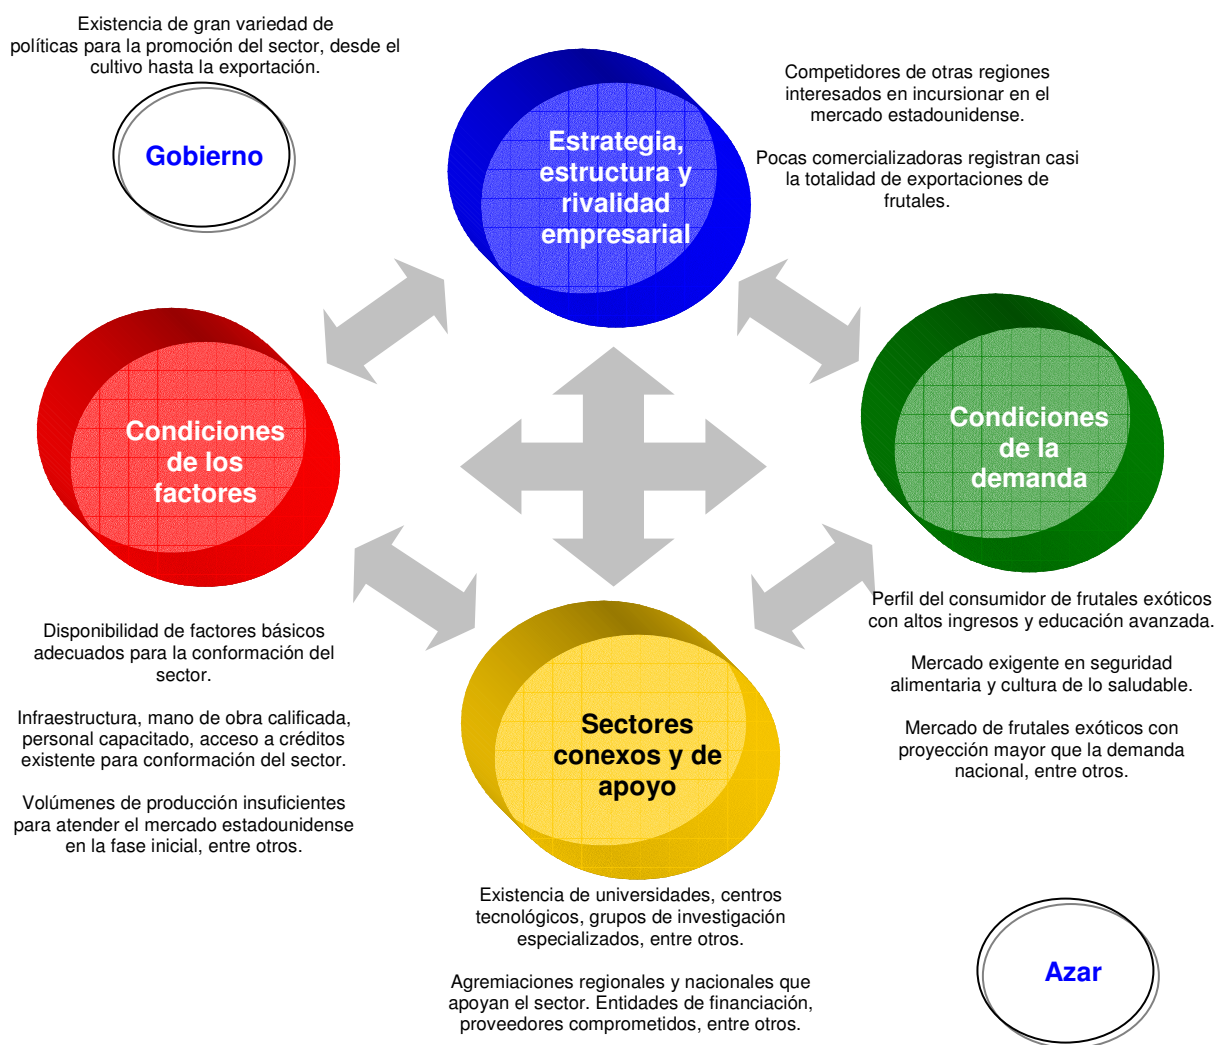 Existencia de gran variedad de
políticas para la promoción del sector, desde el
cultivo hasta la exportación.
Gobierno
Estrategia,
estructura y
rivalidad
empresarial
Competidores de otras regiones
interesados en incursionar en el
mercado estadounidense.
Pocas comercializadoras registran casi
la totalidad de exportaciones de
frutales.
Condiciones
de los
factores
Condiciones
de la
demanda
Disponibilidad de factores básicos
adecuados para la conformación del
sector.
Infraestructura, mano de obra calificada,
personal capacitado, acceso a créditos
existente para conformación del sector.
Volúmenes de producción insuficientes
para atender el mercado estadounidense
en la fase inicial, entre otros.
Sectores
conexos y de
apoyo
Perfil del consumidor de frutales exóticos
con altos ingresos y educación avanzada.
Mercado exigente en seguridad
alimentaria y cultura de lo saludable.
Mercado de frutales exóticos con
proyección mayor que la demanda
nacional, entre otros.
Existencia de universidades, centros
tecnológicos, grupos de investigación
especializados, entre otros.
Agremiaciones regionales y nacionales que
apoyan el sector. Entidades de financiación,
proveedores comprometidos, entre otros.
Azar